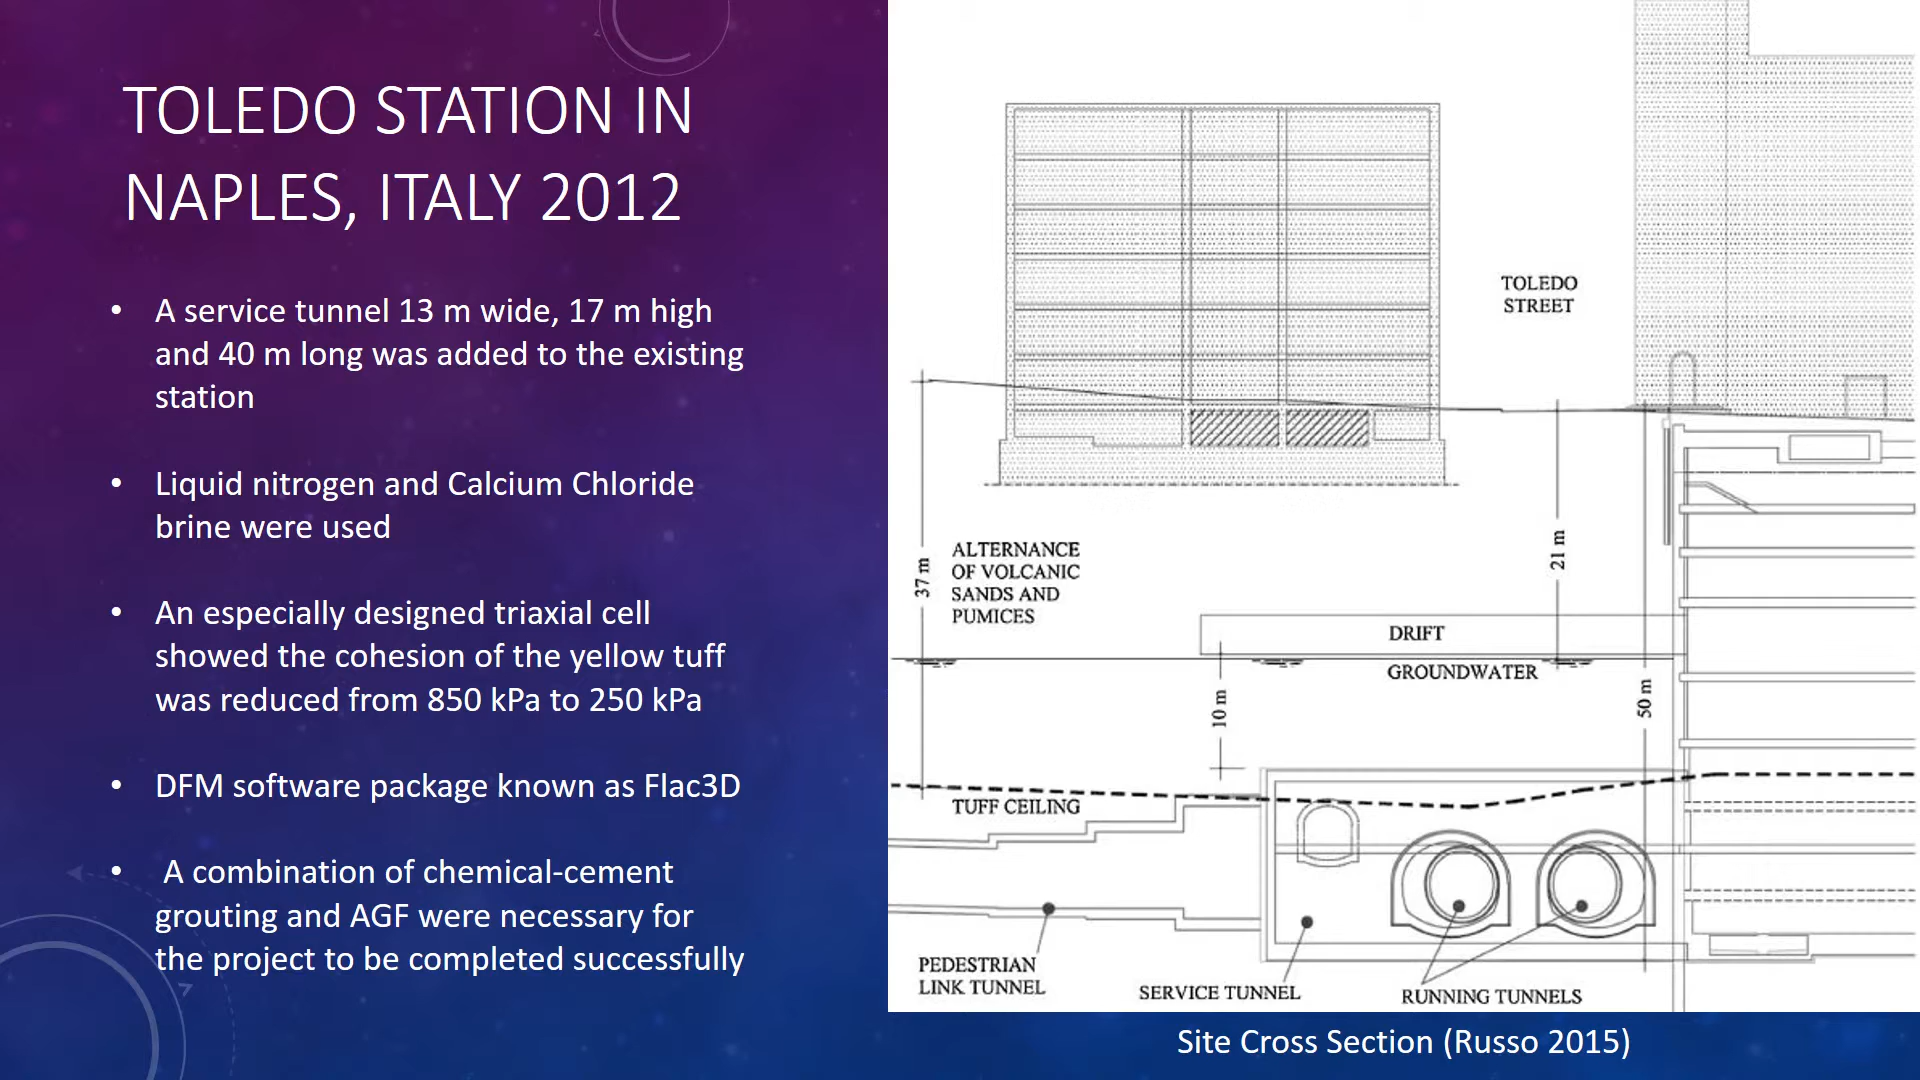 TOLEDO STATION IN
NAPLES, ITALY 2012
• A service tunnel 13 m wide, 17 m high
and 40 m long was added to the existing
station
• Liquid nitrogen and Calcium Chloride
brine were used
• An especially designed triaxial cell
showed the cohesion of the yellow tuff
was reduced from 850 kPa to 250 kPa
• DFM software package known as Flac3D
• A combination of chemical-cement
grouting and AGF were necessary for
the project to be completed successfully
TOLEDO
STREET
37 m
ALTERNANCE
OF VOLCANIC
SANDS AND
PUMICES
21 m
DRIFT
GROUNDWATER
10 m
50 m
TUFF CEILING
PEDESTRIAN
LINK TUNNEL
SERVICE TUNNEL
RUNNING TUNNELS
Site Cross Section (Russo 2015)